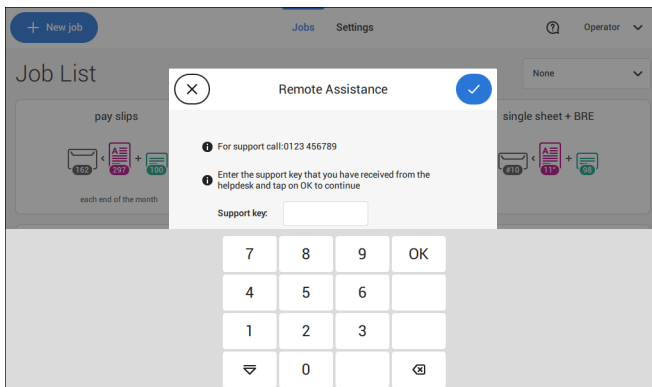 + New job
Jobs
Settings
Operator
Job List
None
Remote Assistance
pay slips
single sheet + BRE
For support call:0123 456789
162
297
+
100
#10
11"
+
98
Enter the support key that you have received from the
helpdesk and tap on OK to continue
each end of the month
Support key:
7 8 9 OK
4 5 6
1 2 3
0